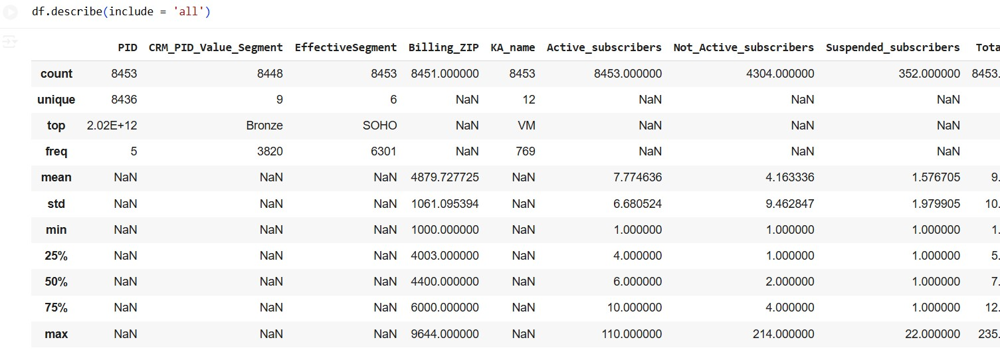 df.describe(include = 'all')
PID CRM_PID_Value_Segment EffectiveSegment Billing_ZIP KA_name Active_subscribers Not_Active_subscribers Suspended_subscribers Tota
count 8453 8448 8453 8451.000000 8453 8453.000000 4304.000000 352.000000 8453.
unique 8436 9 6 NaN 12 NaN NaN NaN
top 2.02E+12 Bronze SOHO NaN VM NaN NaN NaN
freq 5 3820 6301 NaN 769 NaN NaN NaN
mean NaN NaN NaN 4879.727725 NaN 7.774636 4.163336 1.576705 9.
std NaN NaN NaN 1061.095394 NaN 6.680524 9.462847 1.979905 10.
min NaN NaN NaN 1000.000000 NaN 1.000000 1.000000 1.000000 1.
25% NaN NaN NaN 4003.000000 NaN 4.000000 1.000000 1.000000 5.
50% NaN NaN NaN 4400.000000 NaN 6.000000 2.000000 1.000000 7.
75% NaN NaN NaN 6000.000000 NaN 10.000000 4.000000 1.000000 12.
max NaN NaN NaN 9644.000000 NaN 110.000000 214.000000 22.000000 235.